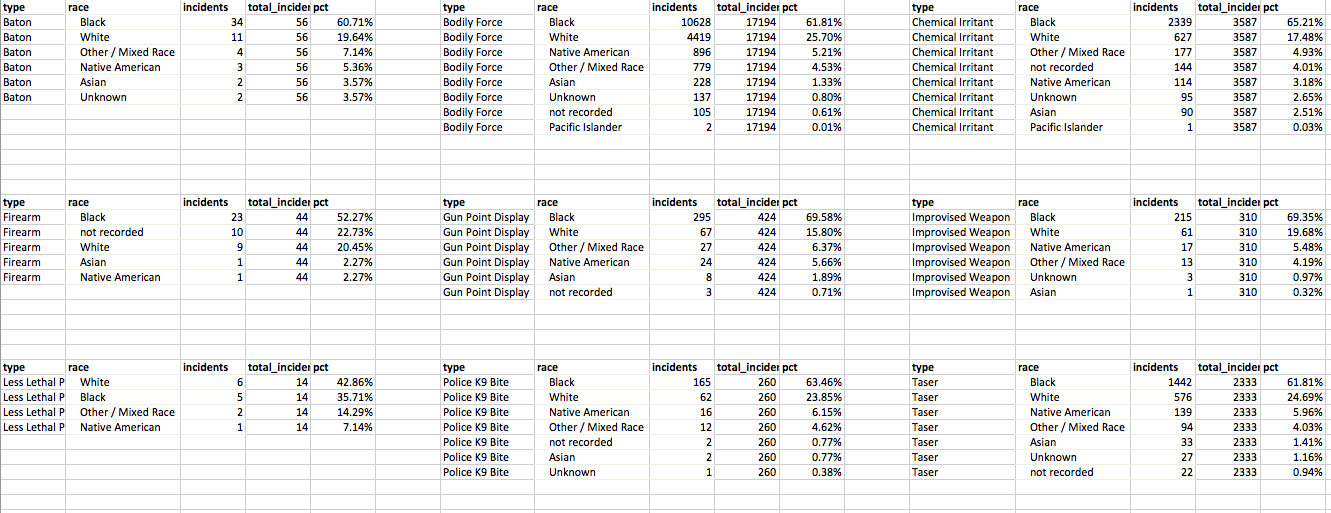 type race incidents total_incider pct type race incidents total_incider pct type race incidents total_incider pct
Baton Black 34 56 60.71% Bodily Force Black 10628 17194 61.81% Chemical Irritant Black 2339 3587 65.21%
Baton White 11 56 19.64% Bodily Force White 4419 17194 25.70% Chemical Irritant White 627 3587 17.48%
Baton Other / Mixed Race 4 56 7.14% Bodily Force Native American 896 17194 5.21% Chemical Irritant Other / Mixed Race 177 3587 4.93%
Baton Native American 3 56 5.36% Bodily Force Other / Mixed Race 779 17194 4.53% Chemical Irritant not recorded 144 3587 4.01%
Baton Asian 2 56 3.57% Bodily Force Asian 228 17194 1.33% Chemical Irritant Native American 114 3587 3.18%
Baton Unknown 2 56 3.57% Bodily Force Unknown 137 17194 0.80% Chemical Irritant Unknown 95 3587 2.65%
Bodily Force not recorded 105 17194 0.61% Chemical Irritant Asian 90 3587 2.51%
Bodily Force Pacific Islander 2 17194 0.01% Chemical Irritant Pacific Islander 1 3587 0.03%
type race incidents total_incider pct type race incidents total_incider pct type race incidents total_incider pct
Firearm Black 23 44 52.27% Gun Point Display Black 295 424 69.58% Improvised Weapon Black 215 310 69.35%
Firearm not recorded 10 44 22.73% Gun Point Display White 67 424 15.80% Improvised Weapon White 61 310 19.68%
Firearm White 9 44 20.45% Gun Point Display Other / Mixed Race 27 424 6.37% Improvised Weapon Native American 17 310 5.48%
Firearm Asian 1 44 2.27% Gun Point Display Native American 24 424 5.66% Improvised Weapon Other / Mixed Race 13 310 4.19%
Firearm Native American 1 44 2.27% Gun Point Display Asian 8 424 1.89% Improvised Weapon Unknown 3 310 0.97%
Gun Point Display not recorded 3 424 0.71% Improvised Weapon Asian 1 310 0.32%
type race incidents total_incider pct type race incidents total_incider pct type race incidents total_incider pct
Less Lethal P White 6 14 42.86% Police K9 Bite Black 165 260 63.46% Taser Black 1442 2333 61.81%
Less Lethal P Black 5 14 35.71% Police K9 Bite White 62 260 23.85% Taser White 576 2333 24.69%
Less Lethal P Other / Mixed Race 2 14 14.29% Police K9 Bite Native American 16 260 6.15% Taser Native American 139 2333 5.96%
Less Lethal P Native American 1 14 7.14% Police K9 Bite Other / Mixed Race 12 260 4.62% Taser Other / Mixed Race 94 2333 4.03%
Police K9 Bite not recorded 2 260 0.77% Taser Asian 33 2333 1.41%
Police K9 Bite Asian 2 260 0.77% Taser Unknown 27 2333 1.16%
Police K9 Bite Unknown 1 260 0.38% Taser not recorded 22 2333 0.94%